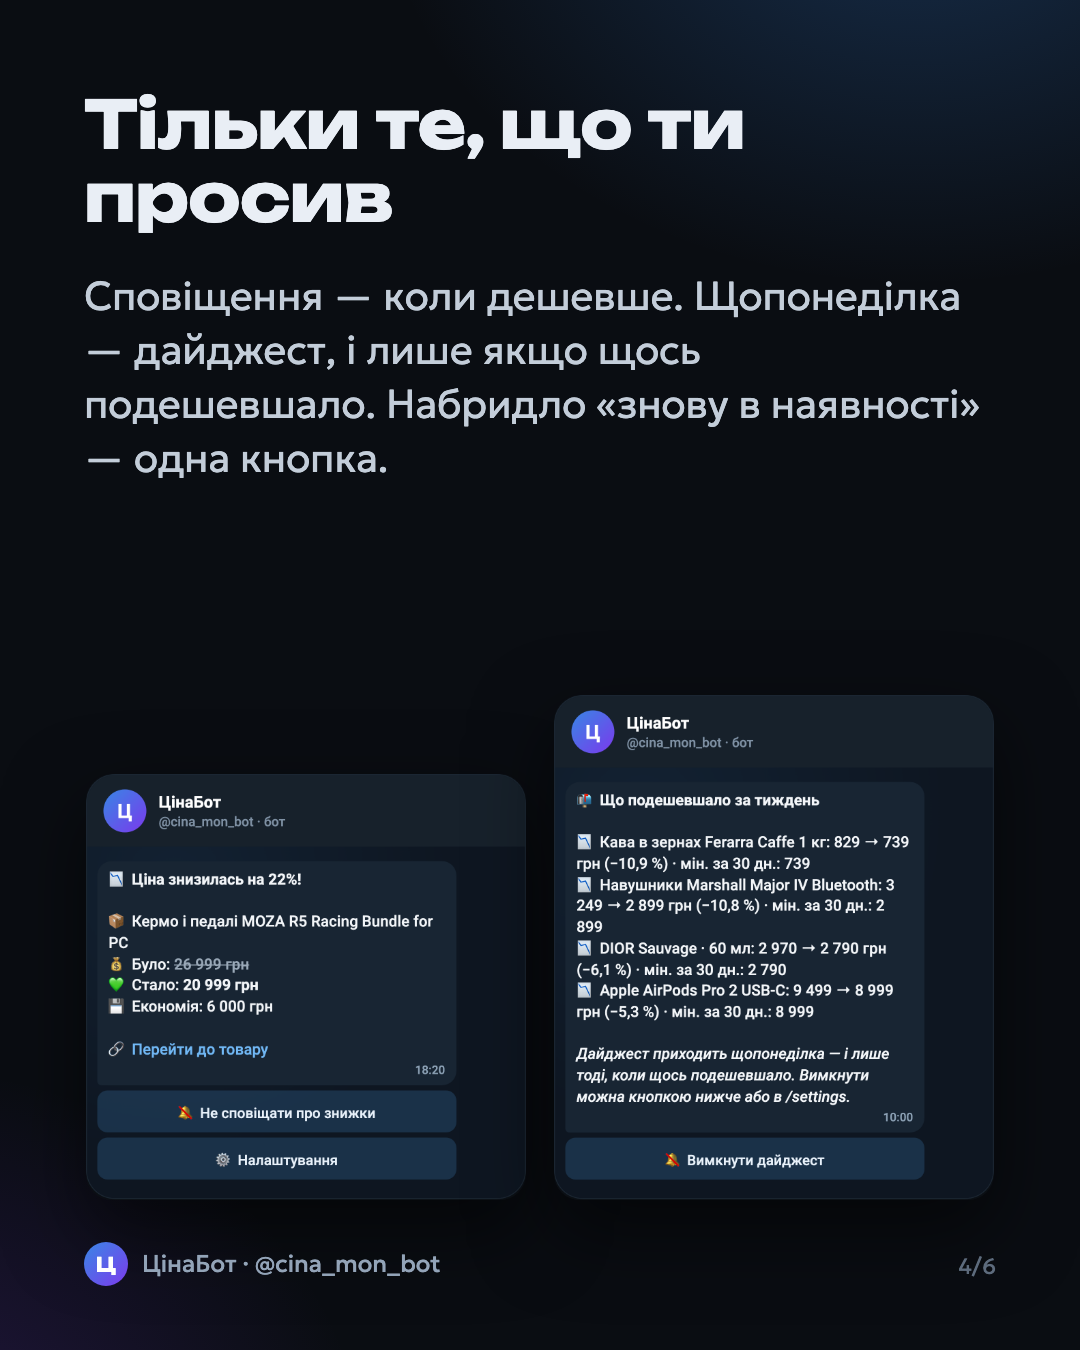 Тільки те, що ти
просив
Сповіщення — коли дешевше. Щопонеділка
— дайджест, і лише якщо щось
подешевшало. Набридло «знову в наявності»
— одна кнопка.
Ц ЦінаБот
@cina_mon_bot · бот
📉 Ціна знизилась на 22%!
📦 Кермо і педалі MOZA R5 Racing Bundle for
PC
💰 Було: 26 999 грн
💚 Стало: 20 999 грн
💾 Економія: 6 000 грн
🔗 Перейти до товару
18:20
🔕 Не сповіщати про знижки
⚙️ Налаштування
Ц ЦінаБот
@cina_mon_bot · бот
📬 Що подешевшало за тиждень
📉 Кава в зернах Ferarra Caffe 1 кг: 829 → 739
грн (−10,9 %) · мін. за 30 дн.: 739
📉 Навушники Marshall Major IV Bluetooth: 3
249 → 2 899 грн (−10,8 %) · мін. за 30 дн.: 2
899
📉 DIOR Sauvage · 60 мл: 2 970 → 2 790 грн
(−6,1 %) · мін. за 30 дн.: 2 790
📉 Apple AirPods Pro 2 USB-C: 9 499 → 8 999
грн (−5,3 %) · мін. за 30 дн.: 8 999
Дайджест приходить щопонеділка — і лише
тоді, коли щось подешевшало. Вимкнути
можна кнопкою нижче або в /settings.
10:00
🔕 Вимкнути дайджест
Ц ЦінаБот · @cina_mon_bot
4/6